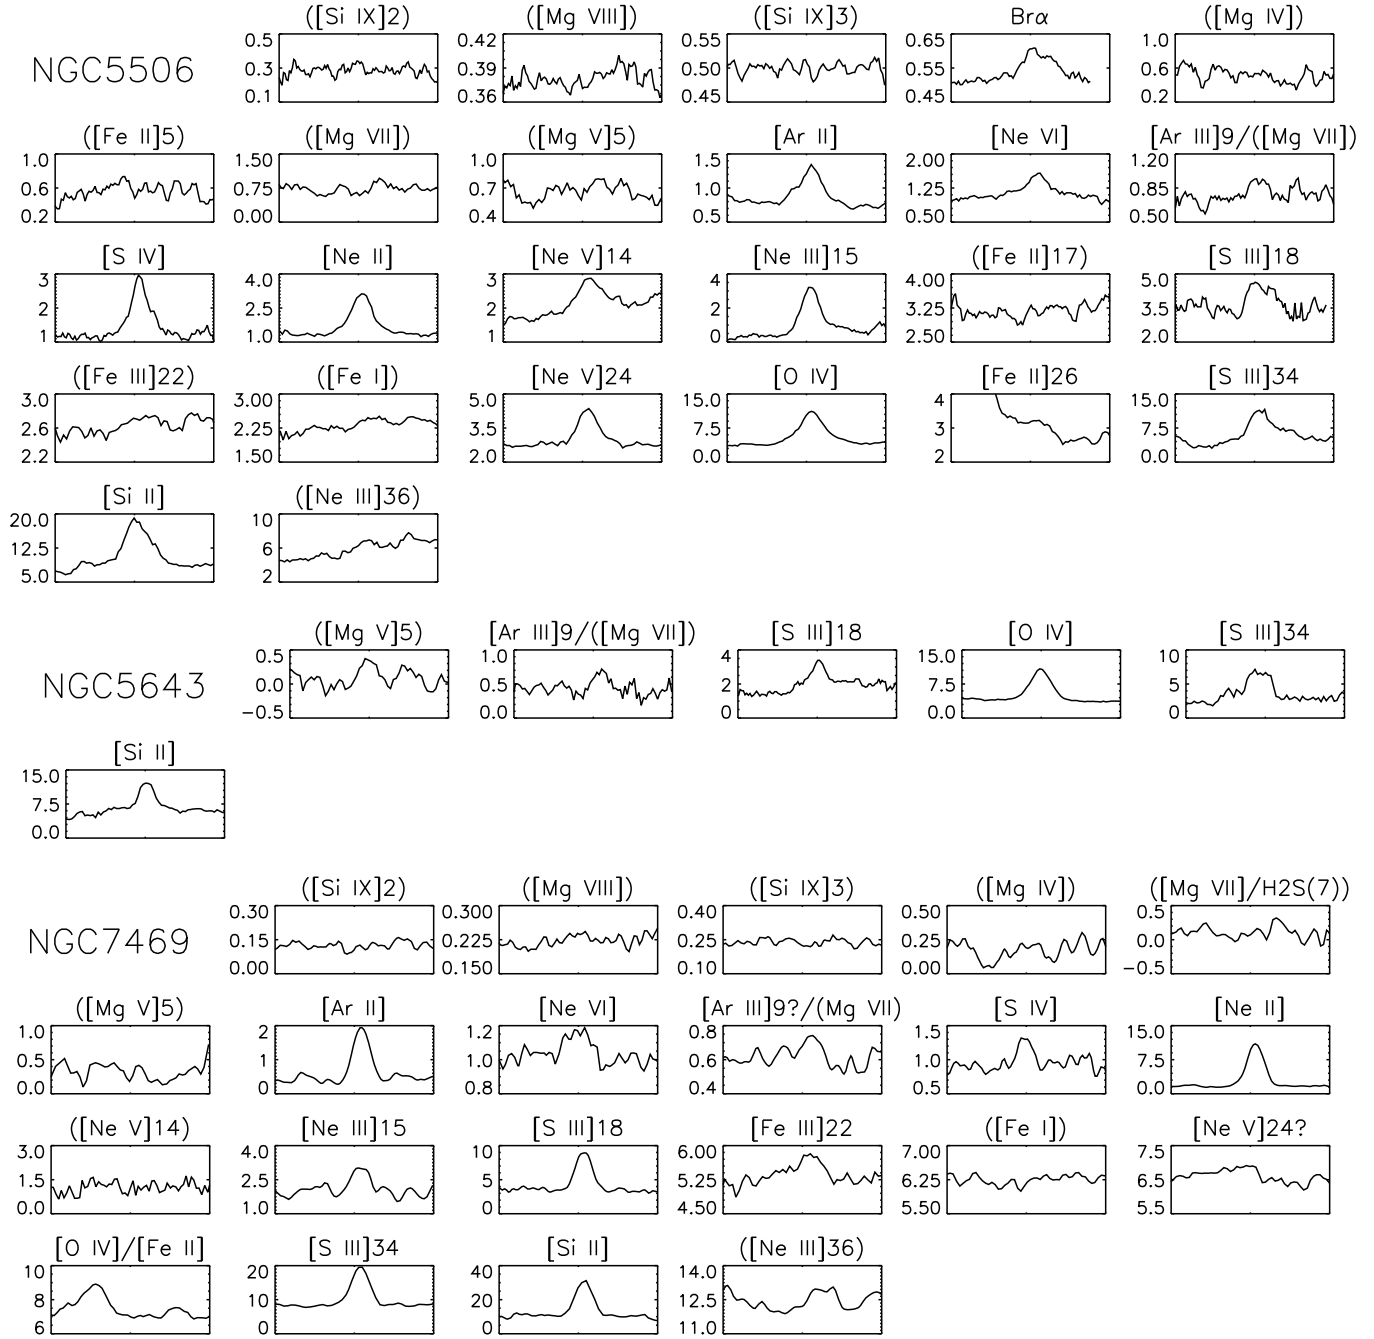 ([Si IX]2) ([Mg VIII]) ([Si IX]3) Brα ([Mg IV])
NGC5506
0.5 0.3 0.1
0.42 0.39 0.36
0.55 0.50 0.45
0.65 0.55 0.45
1.0 0.6 0.2
([Fe II]5) ([Mg VII]) ([Mg V]5) [Ar II] [Ne VI] [Ar III]9/([Mg VII])
1.0 0.6 0.2
1.50 0.75 0.00
1.0 0.7 0.4
1.5 1.0 0.5
2.00 1.25 0.50
1.20 0.85 0.50
[S IV] [Ne II] [Ne V]14 [Ne III]15 ([Fe II]17) [S III]18
3 2 1
4.0 2.5 1.0
3 2 1
4 2 0
4.00 3.25 2.50
5.0 3.5 2.0
([Fe III]22) ([Fe I]) [Ne V]24 [O IV] [Fe II]26 [S III]34
3.0 2.6 2.2
3.00 2.25 1.50
5.0 3.5 2.0
15.0 7.5 0.0
4 3 2
15.0 7.5 0.0
[Si II] ([Ne III]36)
20.0 12.5 5.0
10 6 2
([Mg V]5) [Ar III]9/([Mg VII]) [S III]18 [O IV] [S III]34
NGC5643
0.5 0.0 −0.5
1.0 0.5 0.0
4 2 0
15.0 7.5 0.0
10 5 0
[Si II]
15.0 7.5 0.0
([Si IX]2) ([Mg VIII]) ([Si IX]3) ([Mg IV]) ([Mg VII]/H2S(7))
NGC7469
0.30 0.15 0.00
0.300 0.225 0.150
0.40 0.25 0.10
0.50 0.25 0.00
0.5 0.0 −0.5
([Mg V]5) [Ar II] [Ne VI] [Ar III]9?/(Mg VII) [S IV] [Ne II]
1.0 0.5 0.0
2 1 0
1.2 1.0 0.8
0.8 0.6 0.4
1.5 1.0 0.5
15.0 7.5 0.0
([Ne V]14) [Ne III]15 [S III]18 [Fe III]22 ([Fe I]) [Ne V]24?
3.0 1.5 0.0
4.0 2.5 1.0
10 5 0
6.00 5.25 4.50
7.00 6.25 5.50
7.5 6.5 5.5
[O IV]/[Fe II] [S III]34 [Si II] ([Ne III]36)
10 8 6
20 10 0
40 20 0
14.0 12.5 11.0